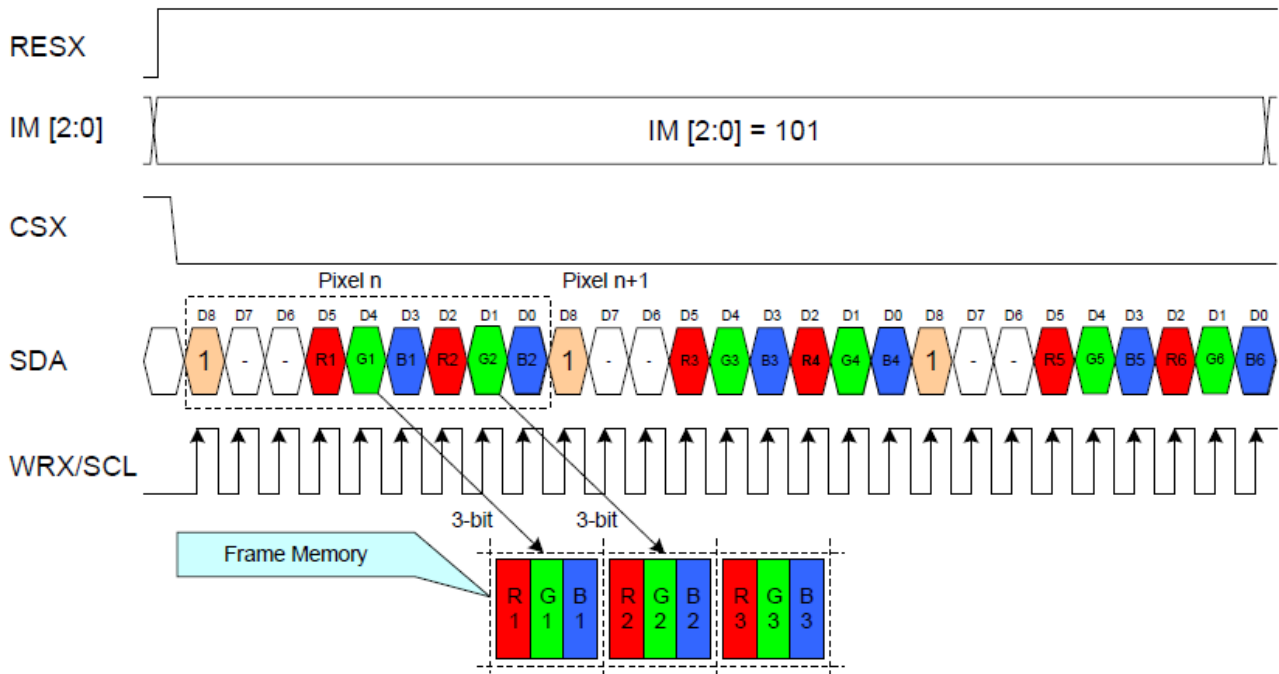 RESX
IM [2:0]
IM [2:0] = 101
CSX
Pixel n Pixel n+1
D8 D7 D6 D5 D4 D3 D2 D1 D0 D8 D7 D6 D5 D4 D3 D2 D1 D0 D8 D7 D6 D5 D4 D3 D2 D1 D0
SDA 1 - - R1 G1 B1 R2 G2 B2 1 - - R3 G3 B3 R4 G4 B4 1 - - R5 G5 B5 R6 G6 B6
WRX/SCL
3-bit 3-bit
Frame Memory
R G B R G B R G B
1 1 1 2 2 2 3 3 3